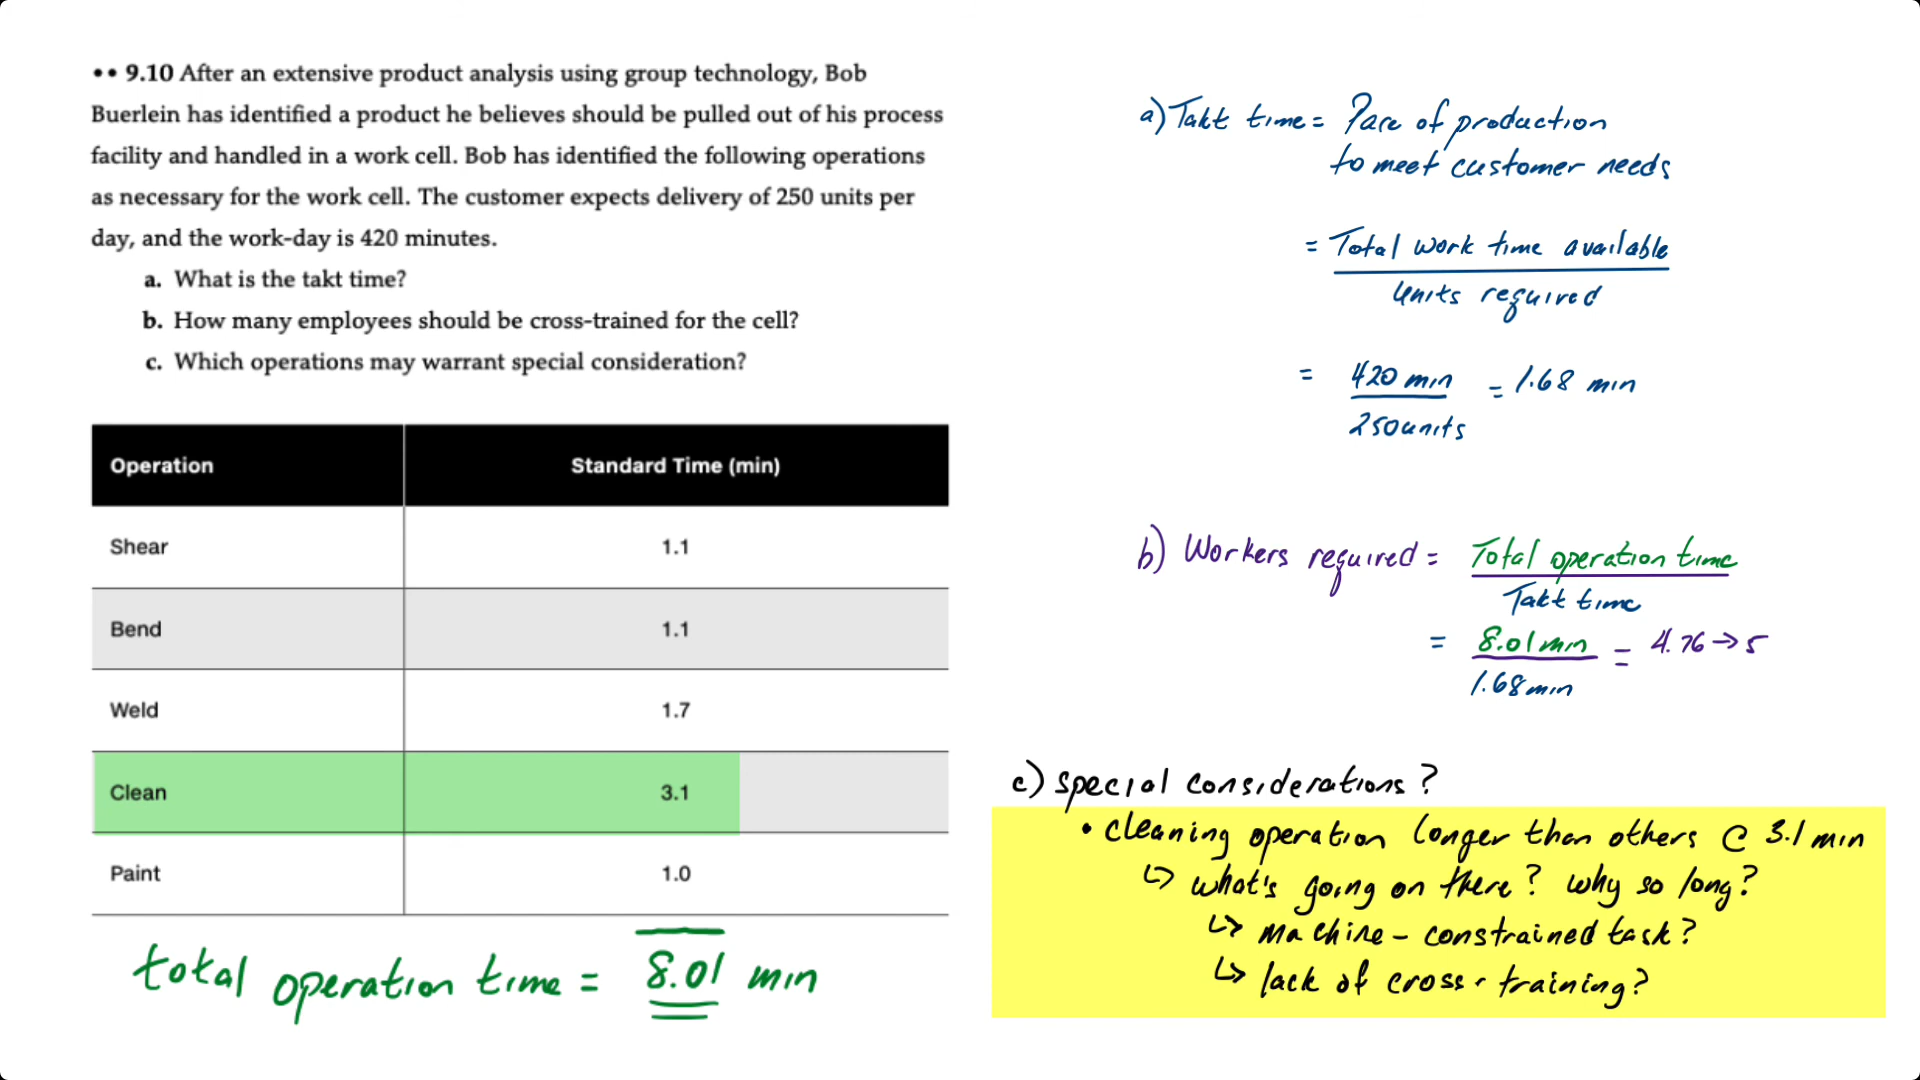 •• 9.10 After an extensive product analysis using group technology, Bob
Buerlein has identified a product he believes should be pulled out of his process
facility and handled in a work cell. Bob has identified the following operations
as necessary for the work cell. The customer expects delivery of 250 units per
day, and the work-day is 420 minutes.
a. What is the takt time?
b. How many employees should be cross-trained for the cell?
c. Which operations may warrant special consideration?
Operation Standard Time (min)
Shear 1.1
Bend 1.1
Weld 1.7
Clean 3.1
Paint 1.0
total operation time = 8.01 min
a) Takt time = Pace of production
to meet customer needs
= Total work time available
Units required
= 420 min = 1.68 min
250 units
b) Workers required = Total operation time
Takt time
= 8.01 min = 4.76 → 5
1.68 min
c) special considerations?
• cleaning operation longer than others @ 3.1 min
↳ what's going on there? why so long?
↳ machine - constrained task?
↳ lack of cross-training?